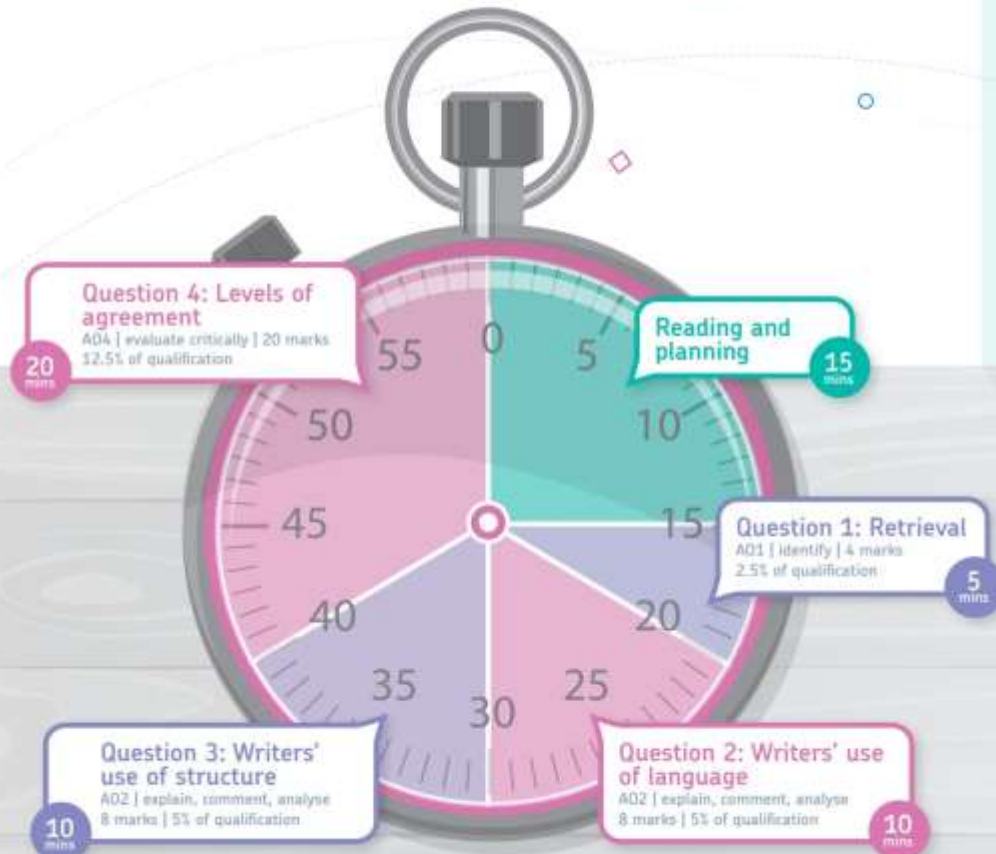 Question 4: Levels of
agreement
AO4 | evaluate critically | 20 marks
12.5% of qualification
20
mins
Reading and
planning
15
mins
0
5
10
15
20
25
30
35
40
45
50
55
Question 1: Retrieval
AO1 | identify | 4 marks
2.5% of qualification
5
mins
Question 2: Writers' use
of language
AO2 | explain, comment, analyse
8 marks | 5% of qualification
10
mins
Question 3: Writers'
use of structure
AO2 | explain, comment, analyse
8 marks | 5% of qualification
10
mins